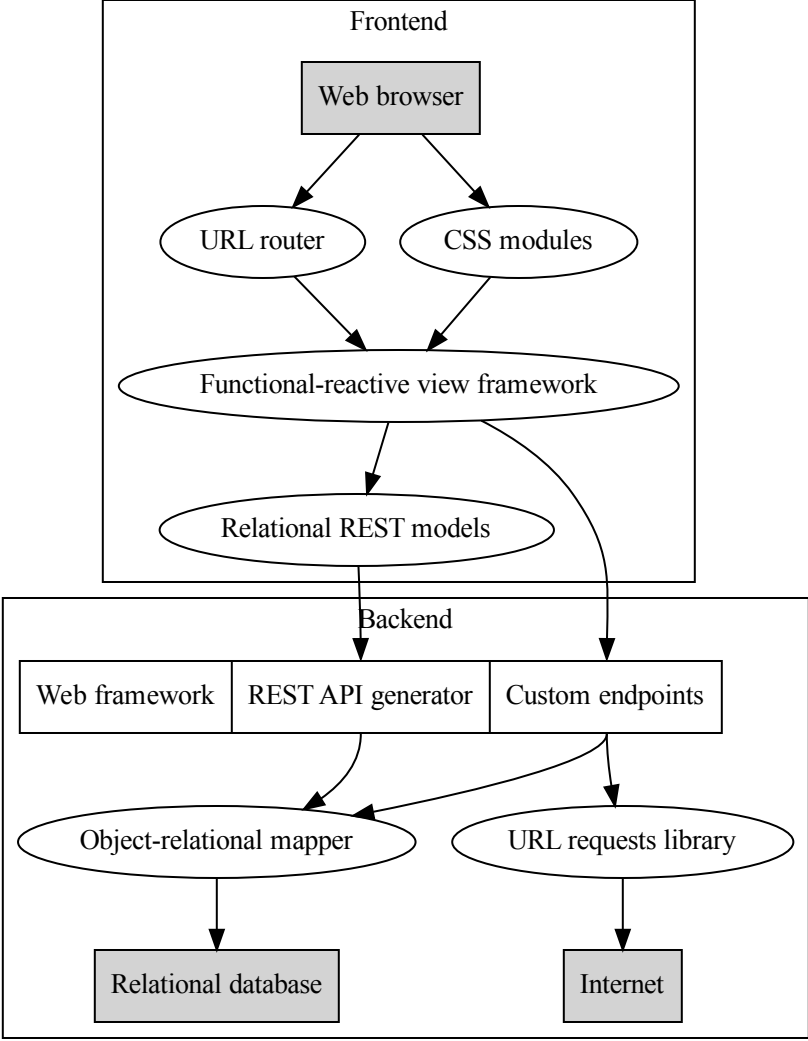 Frontend
Web browser
URL router
CSS modules
Functional-reactive view framework
Relational REST models
Backend
Web framework
REST API generator
Custom endpoints
Object-relational mapper
URL requests library
Relational database
Internet